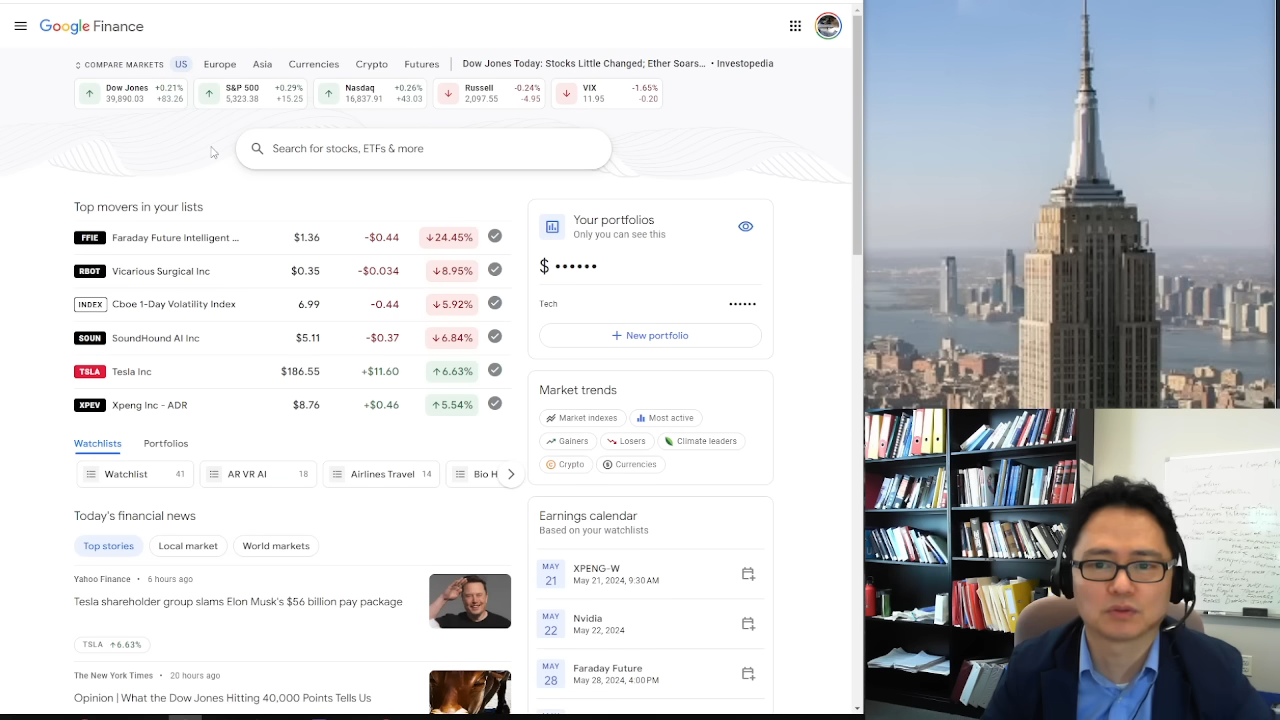 Google Finance
COMPARE MARKETS US Europe Asia Currencies Crypto Futures Dow Jones Today: Stocks Little Changed; Ether Soars... • Investopedia
Dow Jones +0.21%
39,890.03 +83.26
S&P 500 +0.29%
5,323.38 +15.25
Nasdaq +0.26%
16,837.91 +43.03
Russell -0.24%
2,097.55 -4.95
VIX -1.65%
11.95 -0.20
Search for stocks, ETFs & more
Top movers in your lists
FFIE Faraday Future Intelligent ... $1.36 -$0.44 ↓24.45%
RBOT Vicarious Surgical Inc $0.35 -$0.034 ↓8.95%
INDEX Cboe 1-Day Volatility Index 6.99 -0.44 ↓5.92%
SOUN SoundHound AI Inc $5.11 -$0.37 ↓6.84%
TSLA Tesla Inc $186.55 +$11.60 ↑6.63%
XPEV Xpeng Inc - ADR $8.76 +$0.46 ↑5.54%
Watchlists Portfolios
Watchlist 41 AR VR AI 18 Airlines Travel 14 Bio H
Today's financial news
Top stories Local market World markets
Yahoo Finance • 6 hours ago
Tesla shareholder group slams Elon Musk's $56 billion pay package
TSLA ↑6.63%
The New York Times • 20 hours ago
Opinion | What the Dow Jones Hitting 40,000 Points Tells Us
Your portfolios
Only you can see this
$ ••••••
Tech ••••••
+ New portfolio
Market trends
Market indexes Most active
Gainers Losers Climate leaders
Crypto Currencies
Earnings calendar
Based on your watchlists
MAY 21 XPENG-W
May 21, 2024, 9:30 AM
MAY 22 Nvidia
May 22, 2024
MAY 28 Faraday Future
May 28, 2024, 4:00 PM